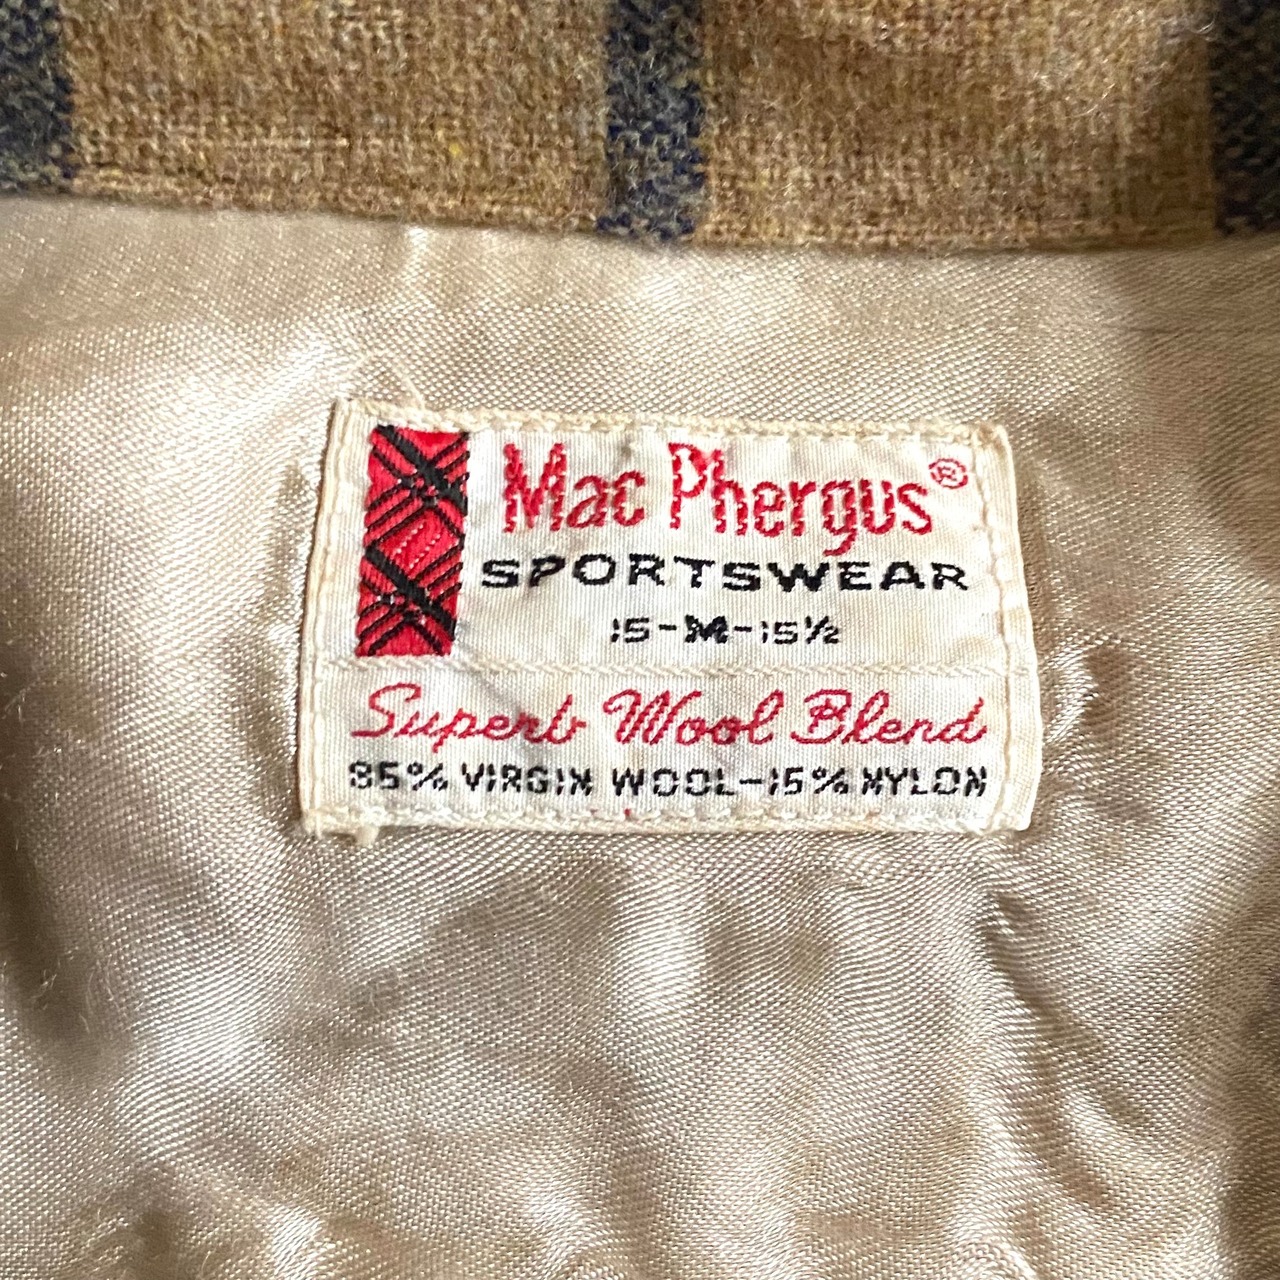 Mac Phergus®
SPORTSWEAR
15-M-15½
Superb Wool Blend
85% VIRGIN WOOL-15% NYLON